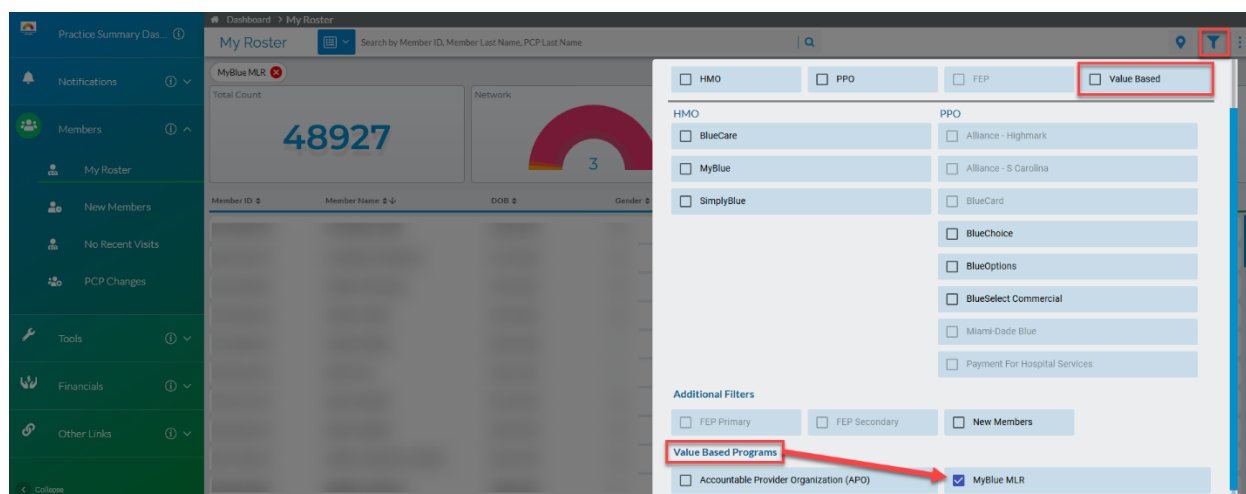 Dashboard > My Roster
Practice Summary Das...
My Roster
Search by Member ID, Member Last Name, PCP Last Name
Notifications
MyBlue MLR
Total Count
Network
48927
3
Members
My Roster
New Members
No Recent Visits
PCP Changes
Tools
Financials
Other Links
Collapse
Member ID
Member Name
DOB
Gender
HMO
PPO
FEP
Value Based
HMO
BlueCare
MyBlue
SimplyBlue
PPO
Alliance - Highmark
Alliance - S Carolina
BlueCard
BlueChoice
BlueOptions
BlueSelect Commercial
Miami-Dade Blue
Payment For Hospital Services
Additional Filters
FEP Primary
FEP Secondary
New Members
Value Based Programs
Accountable Provider Organization (APO)
MyBlue MLR